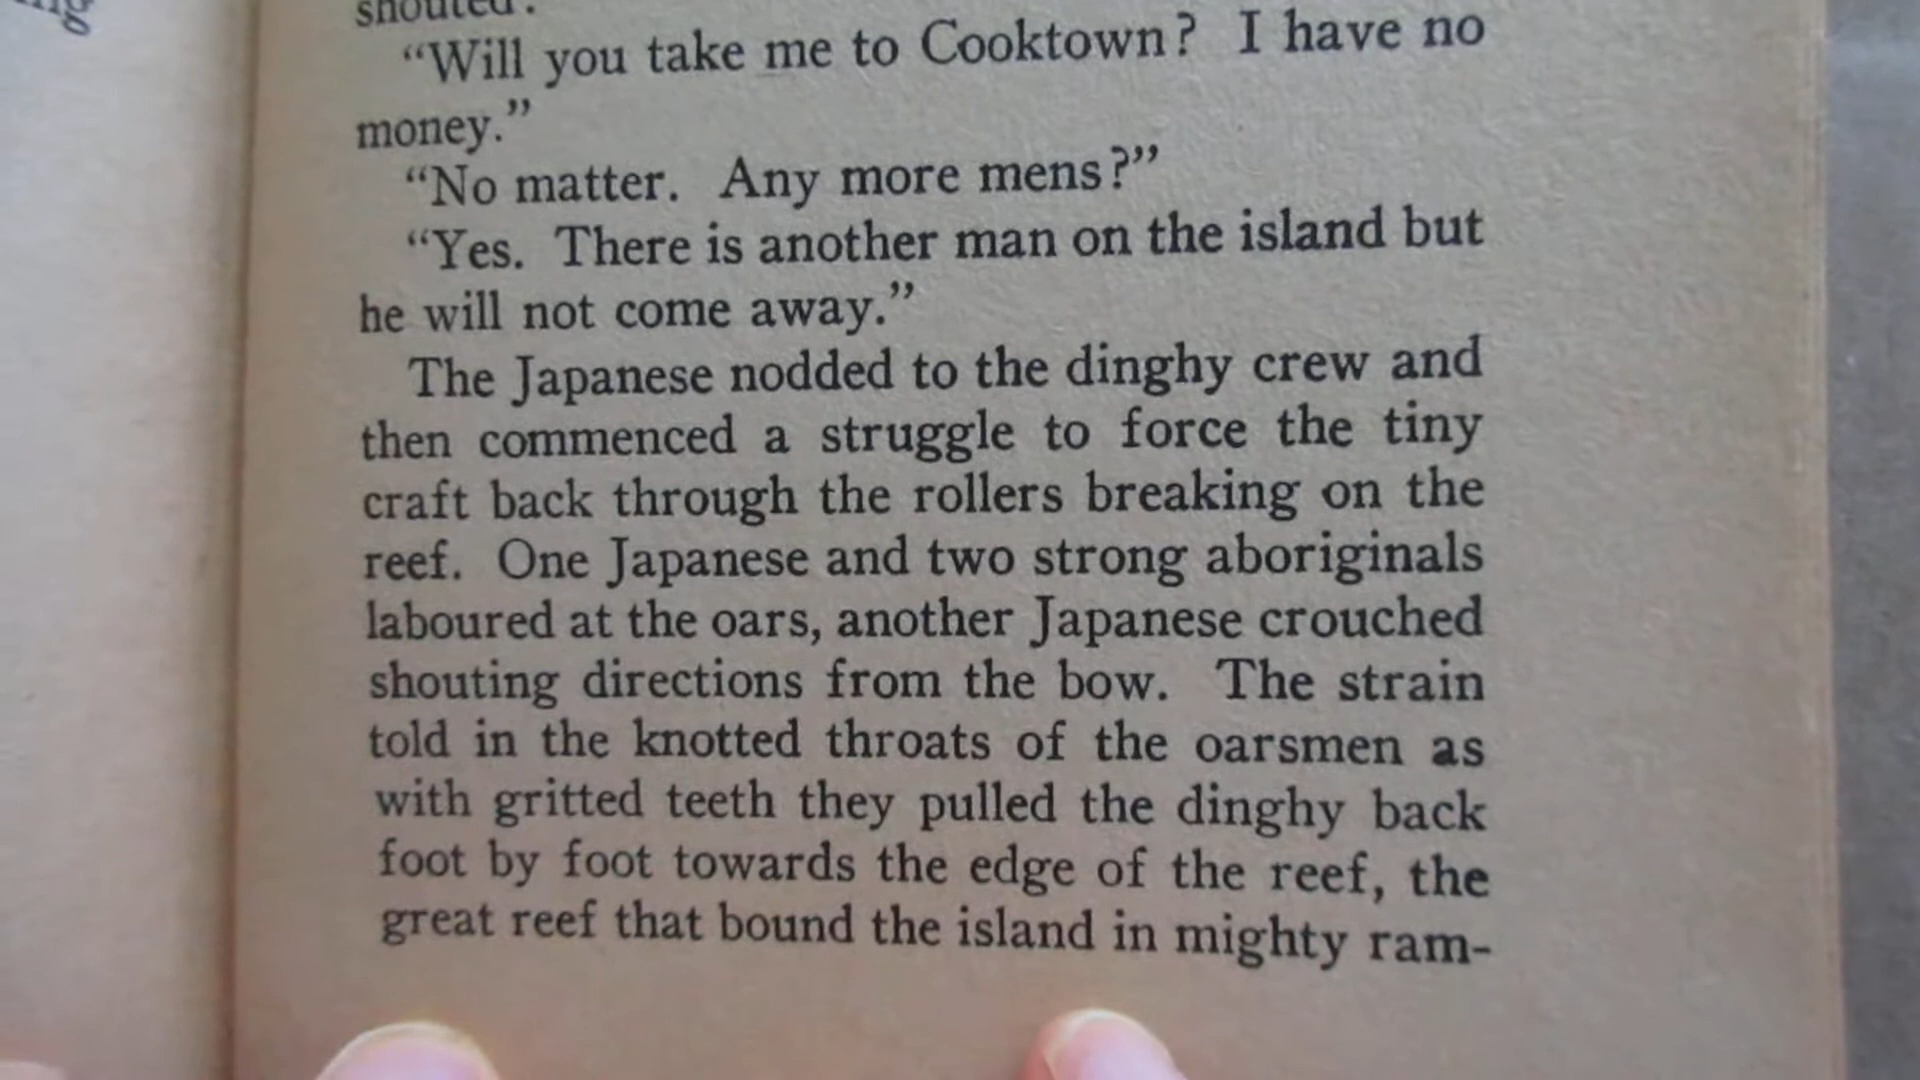 shouted.
“Will you take me to Cooktown? I have no
money.”
“No matter. Any more mens?”
“Yes. There is another man on the island but
he will not come away.”
The Japanese nodded to the dinghy crew and
then commenced a struggle to force the tiny
craft back through the rollers breaking on the
reef. One Japanese and two strong aboriginals
laboured at the oars, another Japanese crouched
shouting directions from the bow. The strain
told in the knotted throats of the oarsmen as
with gritted teeth they pulled the dinghy back
foot by foot towards the edge of the reef, the
great reef that bound the island in mighty ram-